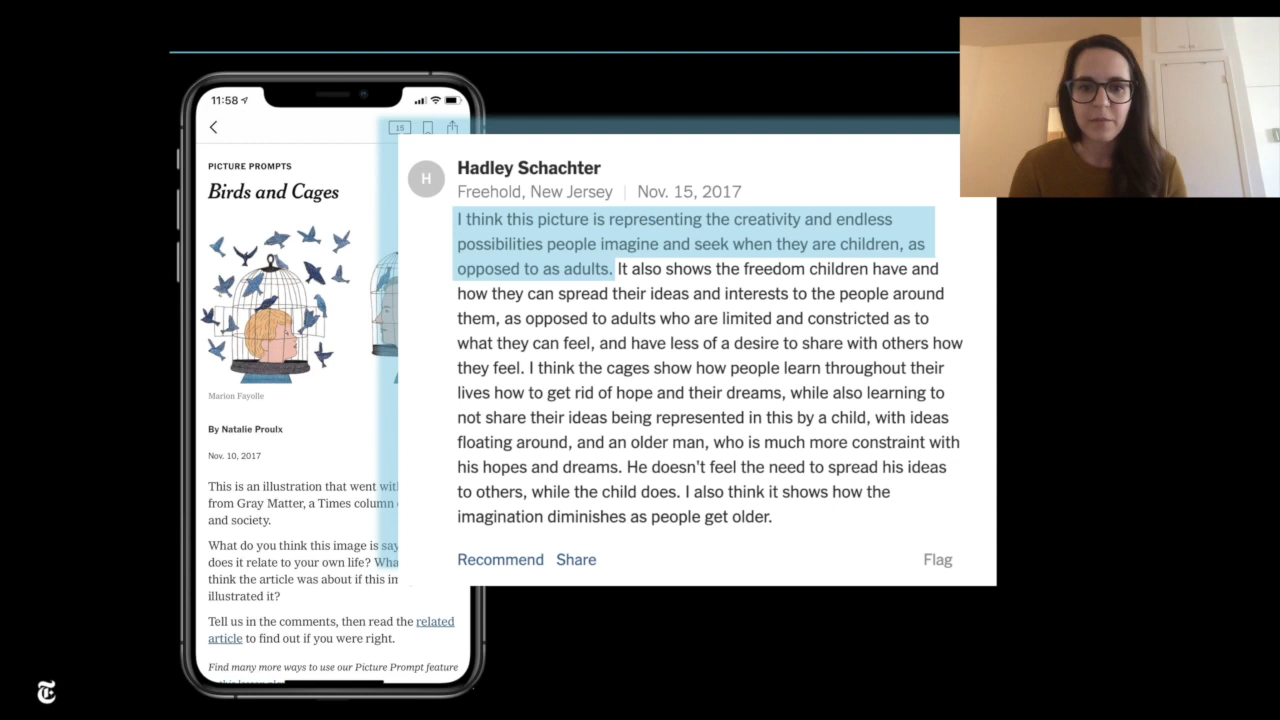 11:58
15
PICTURE PROMPTS
Birds and Cages
Marion Fayolle
By Natalie Proulx
Nov. 10, 2017
This is an illustration that went
from Gray Matter, a Times column
and society.
What do you think this image is
does it relate to your own life?
think the article was about if this
illustrated it?
Tell us in the comments, then read the related
article to find out if you were right.
Find many more ways to use our Picture Prompt feature
H
Hadley Schachter
Freehold, New Jersey | Nov. 15, 2017
I think this picture is representing the creativity and endless
possibilities people imagine and seek when they are children, as
opposed to as adults. It also shows the freedom children have and
how they can spread their ideas and interests to the people around
them, as opposed to adults who are limited and constricted as to
what they can feel, and have less of a desire to share with others how
they feel. I think the cages show how people learn throughout their
lives how to get rid of hope and their dreams, while also learning to
not share their ideas being represented in this by a child, with ideas
floating around, and an older man, who is much more constraint with
his hopes and dreams. He doesn't feel the need to spread his ideas
to others, while the child does. I also think it shows how the
imagination diminishes as people get older.
Recommend Share Flag